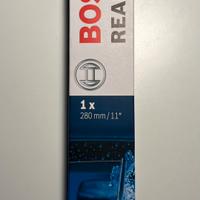 BOS
REA
1 x
280 mm / 11"